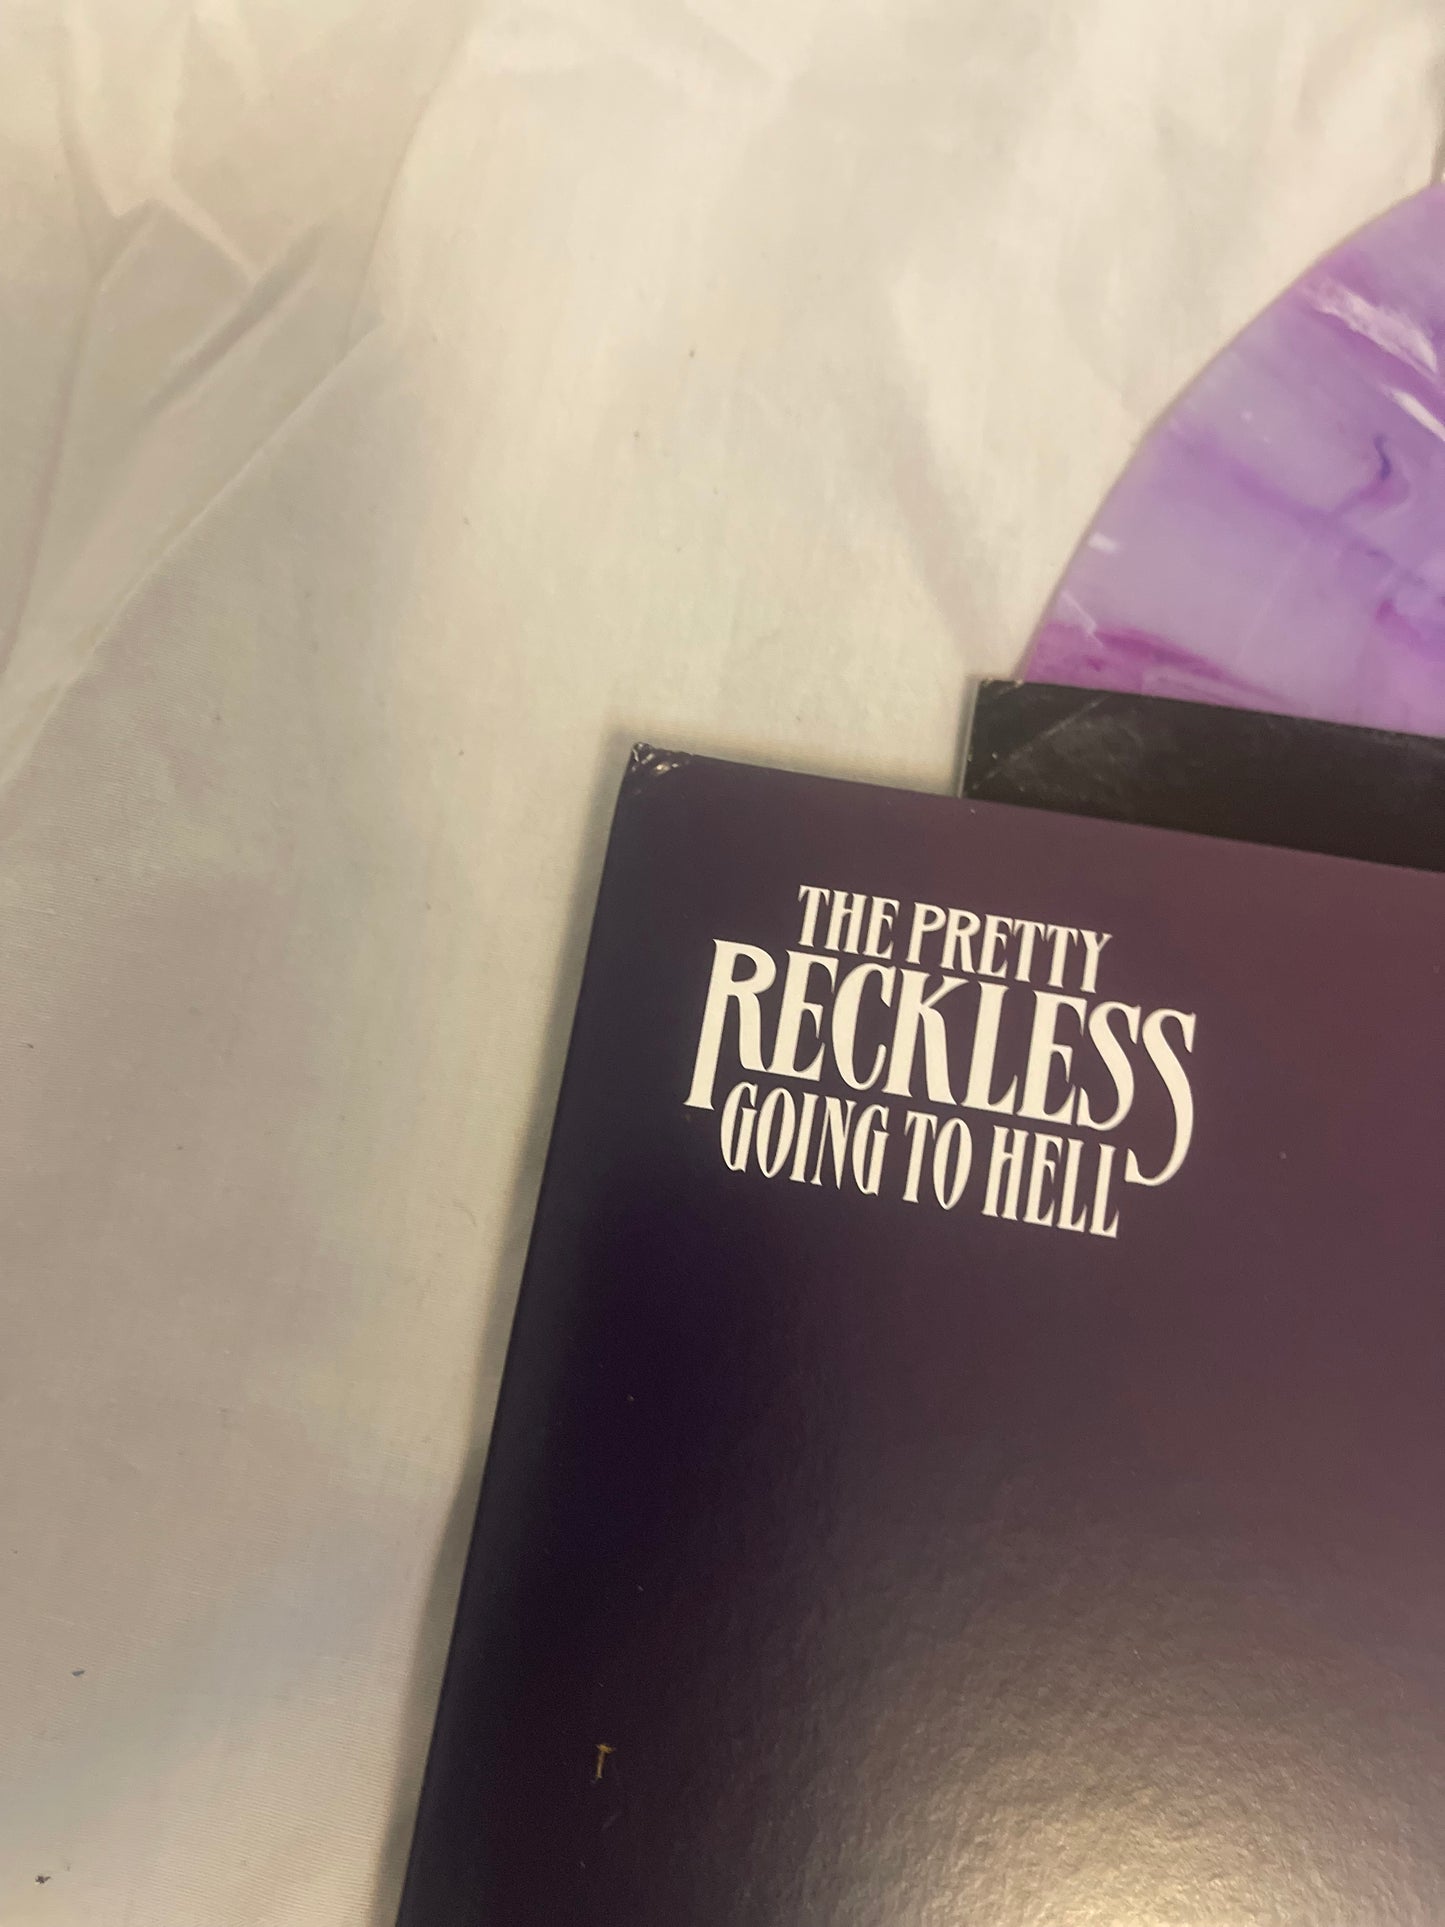 THE PRETTY
RECKLESS
GOING TO HELL